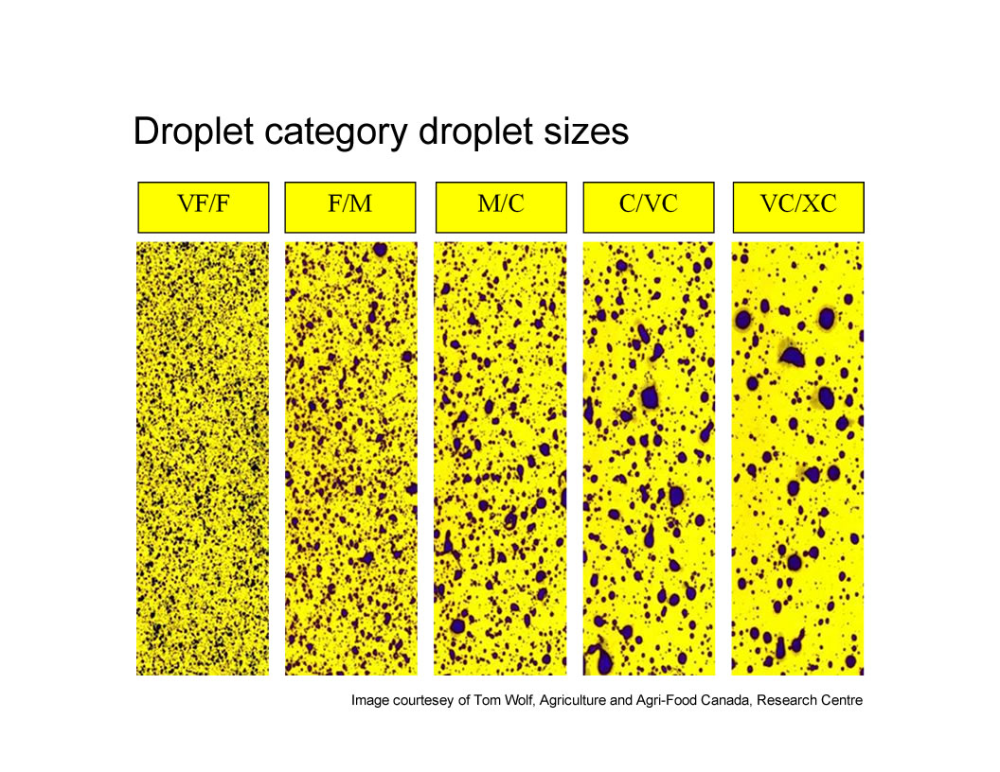 Droplet category droplet sizes
VF/F
F/M
M/C
C/VC
VC/XC
Image courtesey of Tom Wolf, Agriculture and Agri-Food Canada, Research Centre